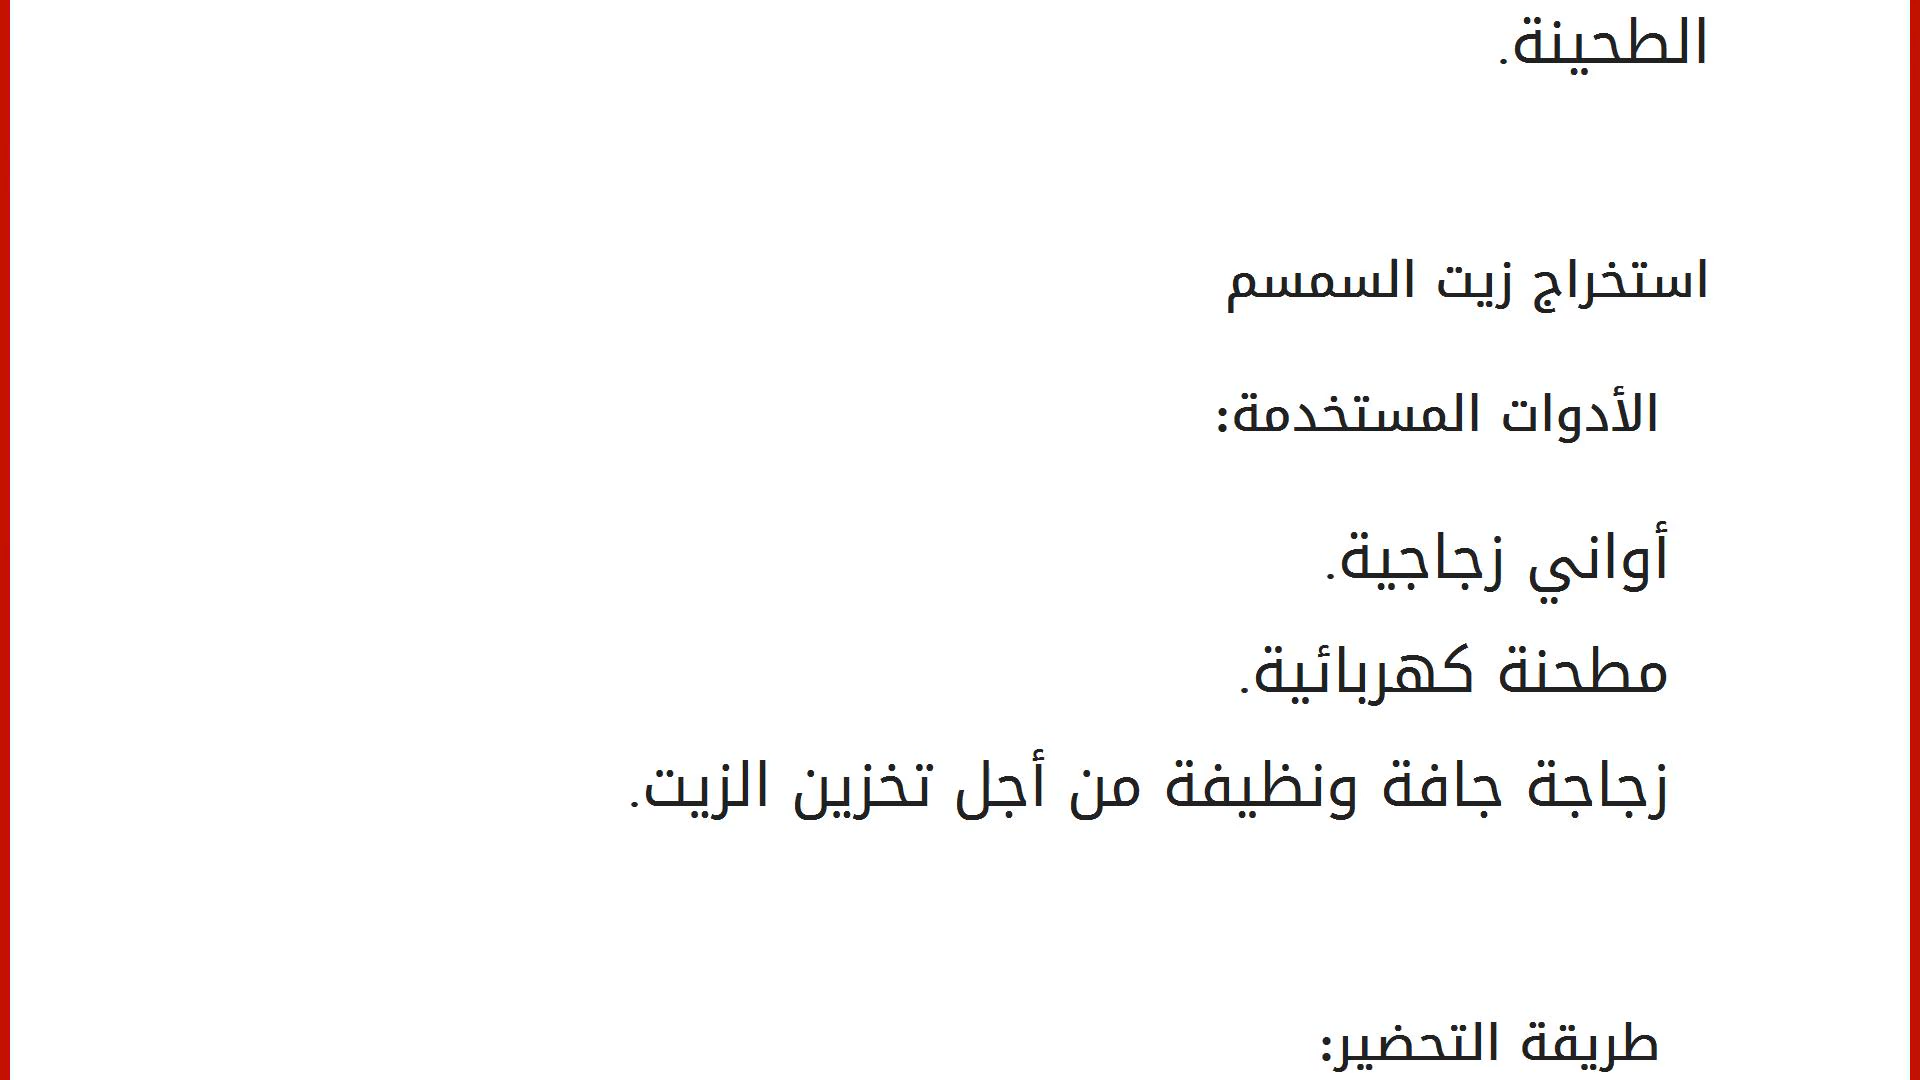 الطحينة.
استخراج زيت السمسم
الأدوات المستخدمة:
أواني زجاجية.
مطحنة كهربائية.
زجاجة جافة ونظيفة من أجل تخزين الزيت.
طريقة التحضير: